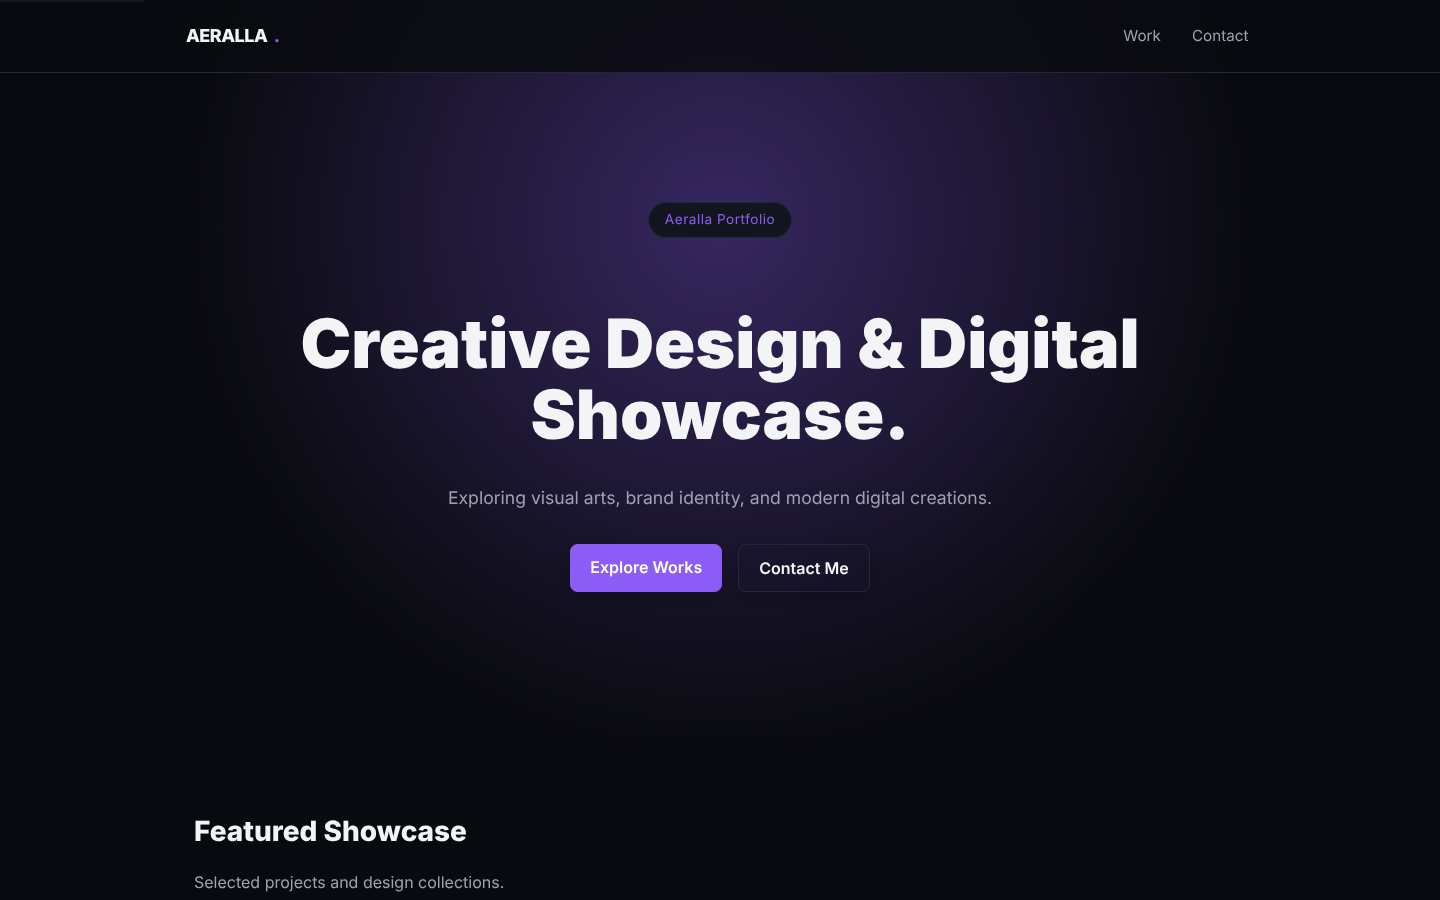 AERALLA .
Work
Contact
Aeralla Portfolio
Creative Design & Digital
Showcase.
Exploring visual arts, brand identity, and modern digital creations.
Explore Works
Contact Me
Featured Showcase
Selected projects and design collections.